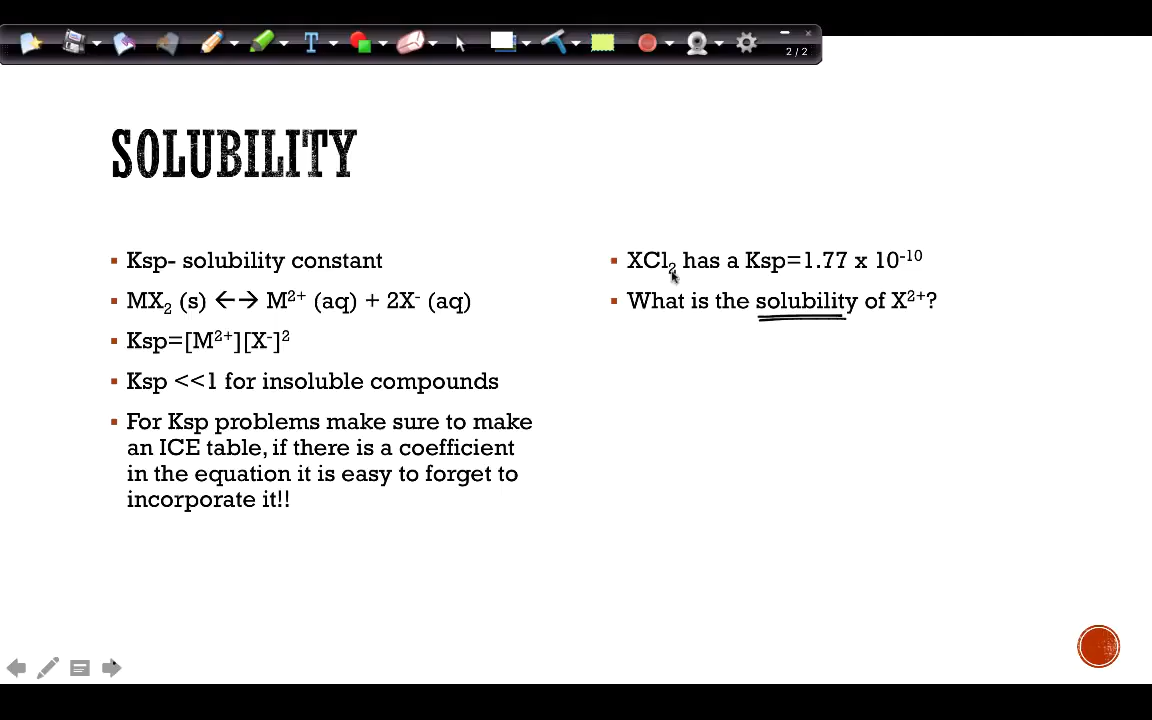 2 / 2
SOLUBILITY
▪ Ksp- solubility constant
▪ MX₂ (s) ←→ M²⁺ (aq) + 2X⁻ (aq)
▪ Ksp=[M²⁺][X⁻]²
▪ Ksp <<1 for insoluble compounds
▪ For Ksp problems make sure to make
an ICE table, if there is a coefficient
in the equation it is easy to forget to
incorporate it!!
▪ XCl₂ has a Ksp=1.77 x 10⁻¹⁰
▪ What is the solubility of X²⁺?